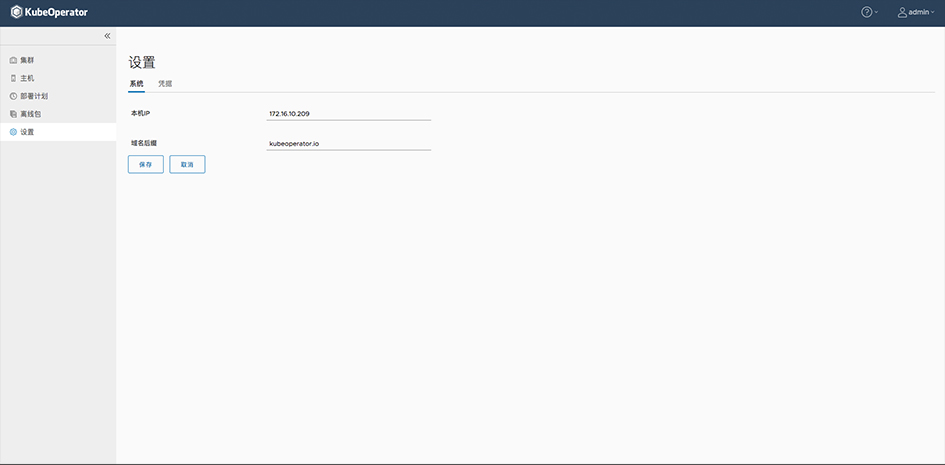 KubeOperator
admin
集群
主机
部署计划
离线包
设置
设置
系统 凭据
本机IP 172.16.10.209
域名后缀 kubeoperator.io
保存 取消